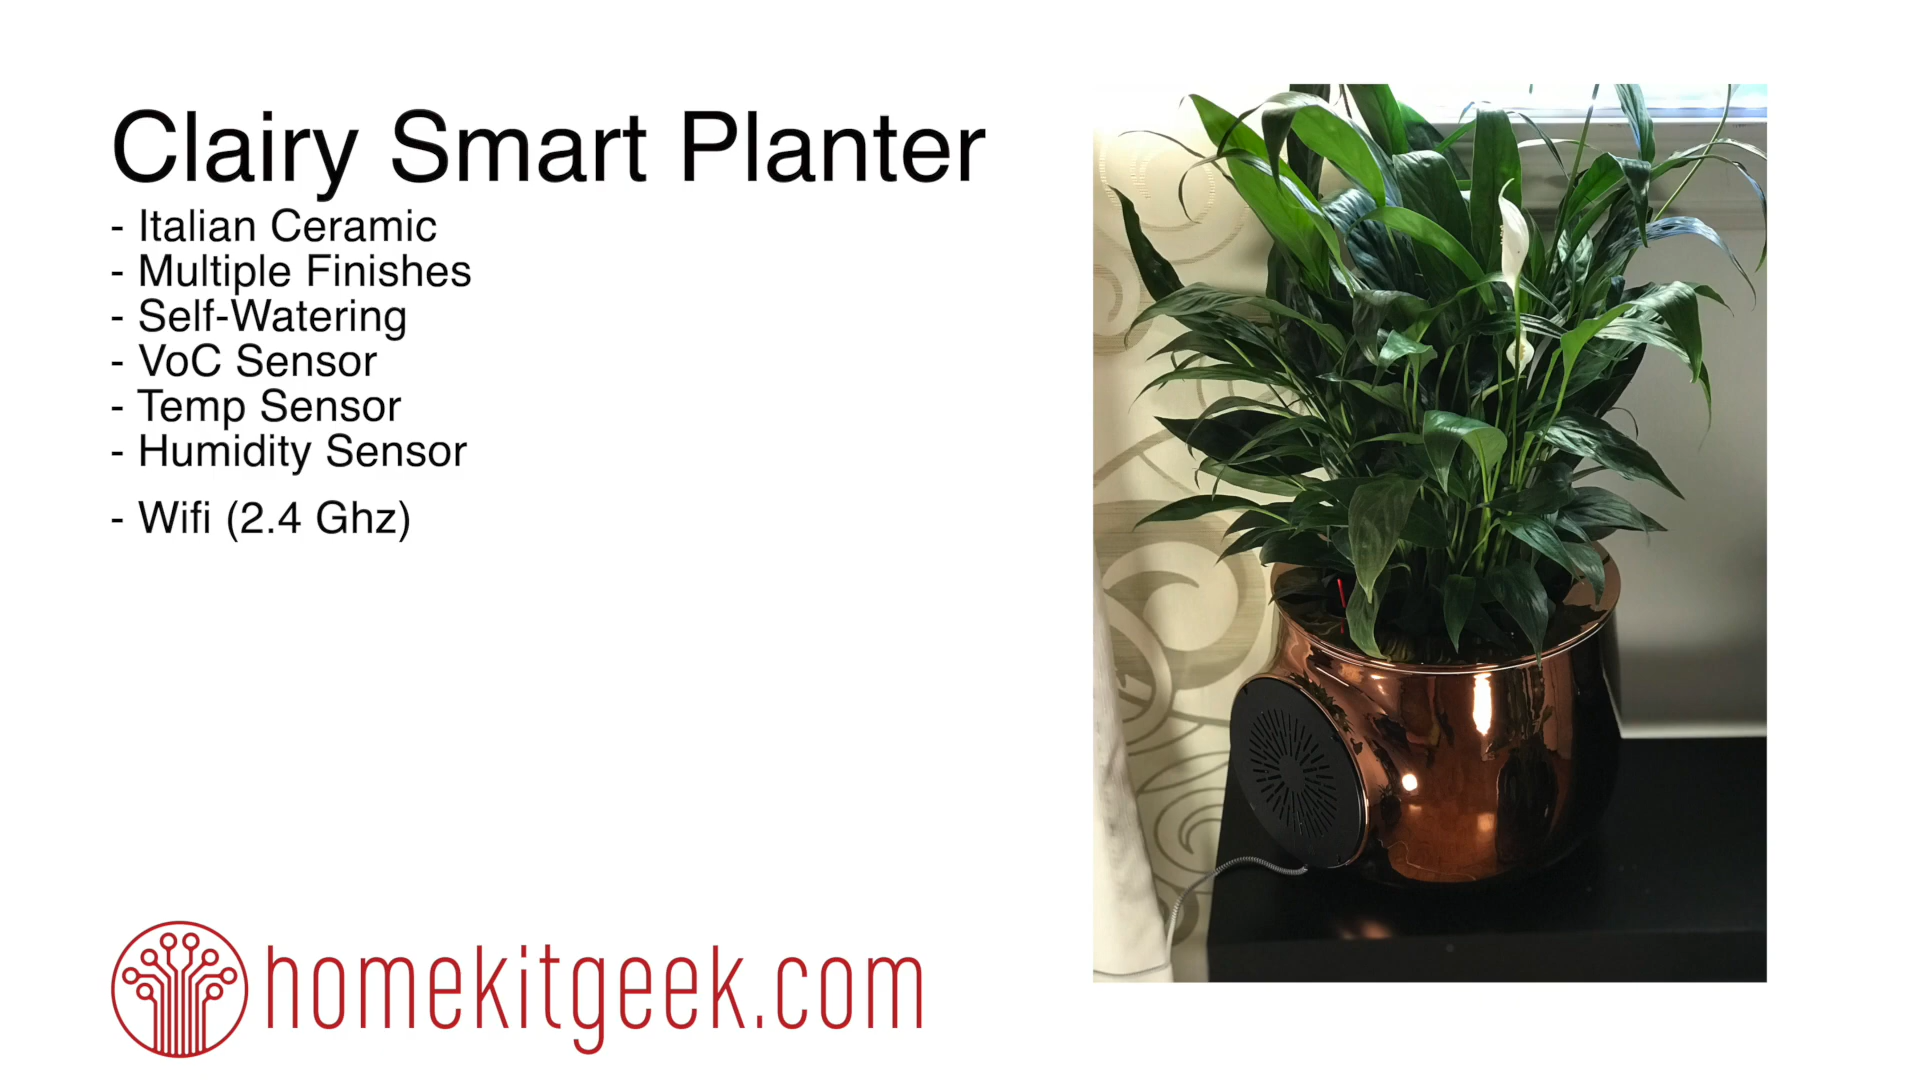 Clairy Smart Planter
- Italian Ceramic
- Multiple Finishes
- Self-Watering
- VoC Sensor
- Temp Sensor
- Humidity Sensor
- Wifi (2.4 Ghz)
homekitgeek.com